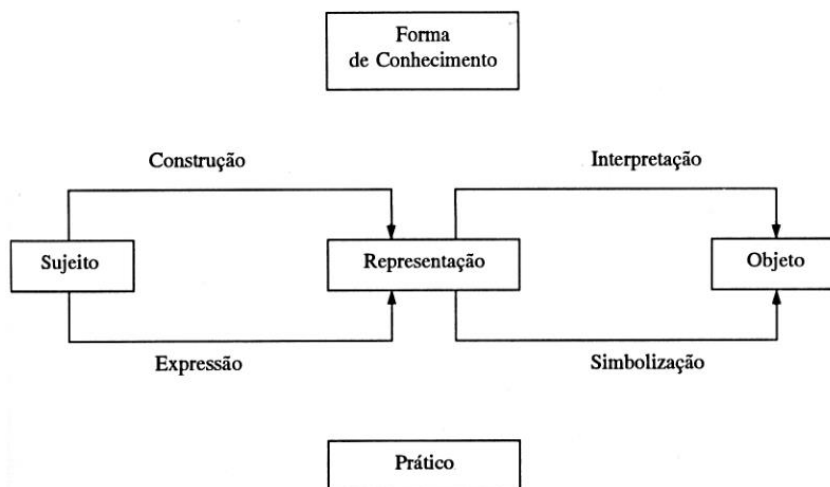 Forma
de Conhecimento
Construção
Interpretação
Sujeito
Representação
Objeto
Expressão
Simbolização
Prático